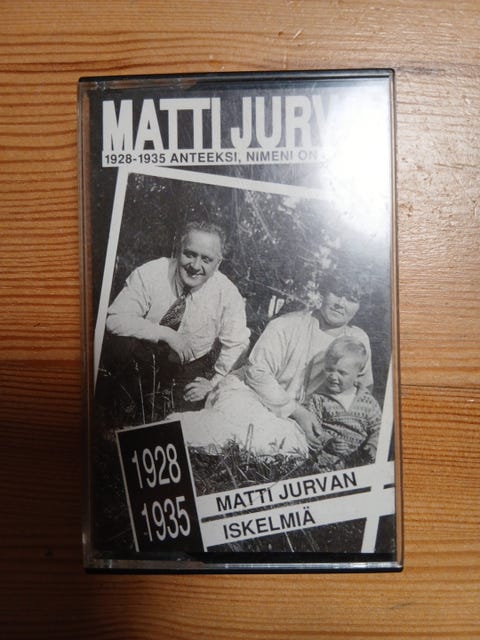 MATTI JURV
1928-1935 ANTEEKSI, NIMENI ON
1928
1935
MATTI JURVAN
ISKELMIÄ